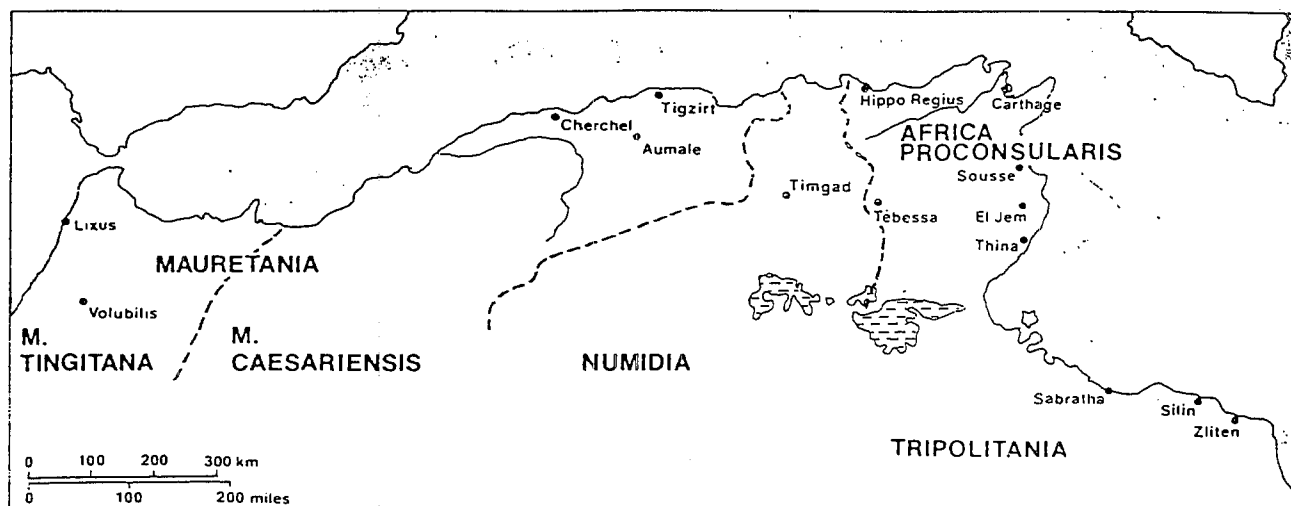 Tigzirt
Hippo Regius
Carthage
Cherchel
Aumale
AFRICA
PROCONSULARIS
Sousse
Timgad
Tébessa
El Jem
Lixus
Thina
MAURETANIA
Volubilis
M.
TINGITANA
M.
CAESARIENSIS
NUMIDIA
Sabratha
Silin
Zliten
TRIPOLITANIA
0 100 200 300 km
0 100 200 miles